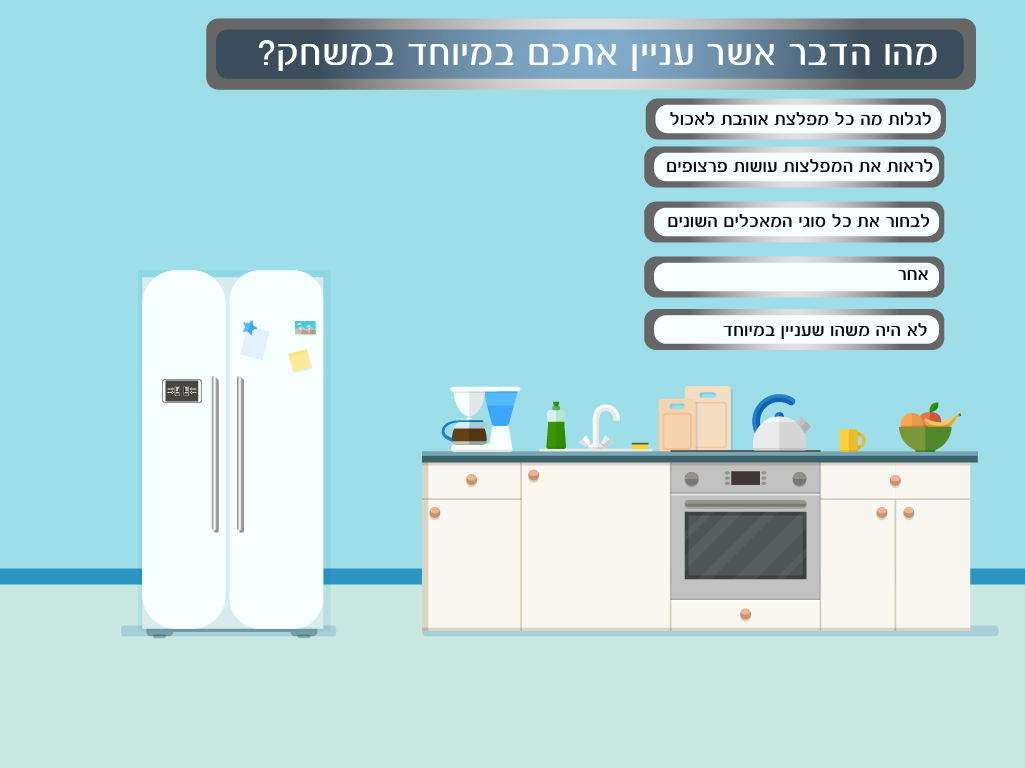 מהו הדבר אשר עניין אתכם במיוחד במשחק?
לגלות מה כל מפלצת אוהבת לאכול
לראות את המפלצות עושות פרצופים
לבחור את כל סוגי המאכלים השונים
אחר
לא היה משהו שעניין במיוחד